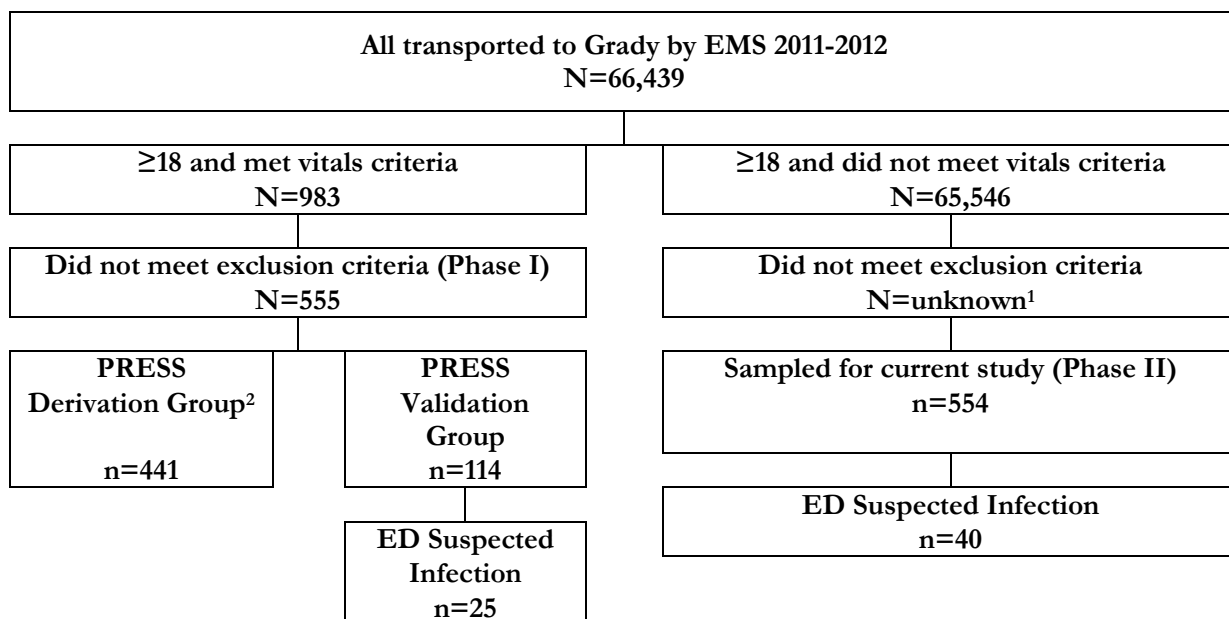 All transported to Grady by EMS 2011-2012
N=66,439
≥18 and met vitals criteria
N=983
≥18 and did not meet vitals criteria
N=65,546
Did not meet exclusion criteria (Phase I)
N=555
Did not meet exclusion criteria
N=unknown¹
PRESS
Derivation Group²
n=441
PRESS
Validation
Group
n=114
Sampled for current study (Phase II)
n=554
ED Suspected
Infection
n=25
ED Suspected Infection
n=40